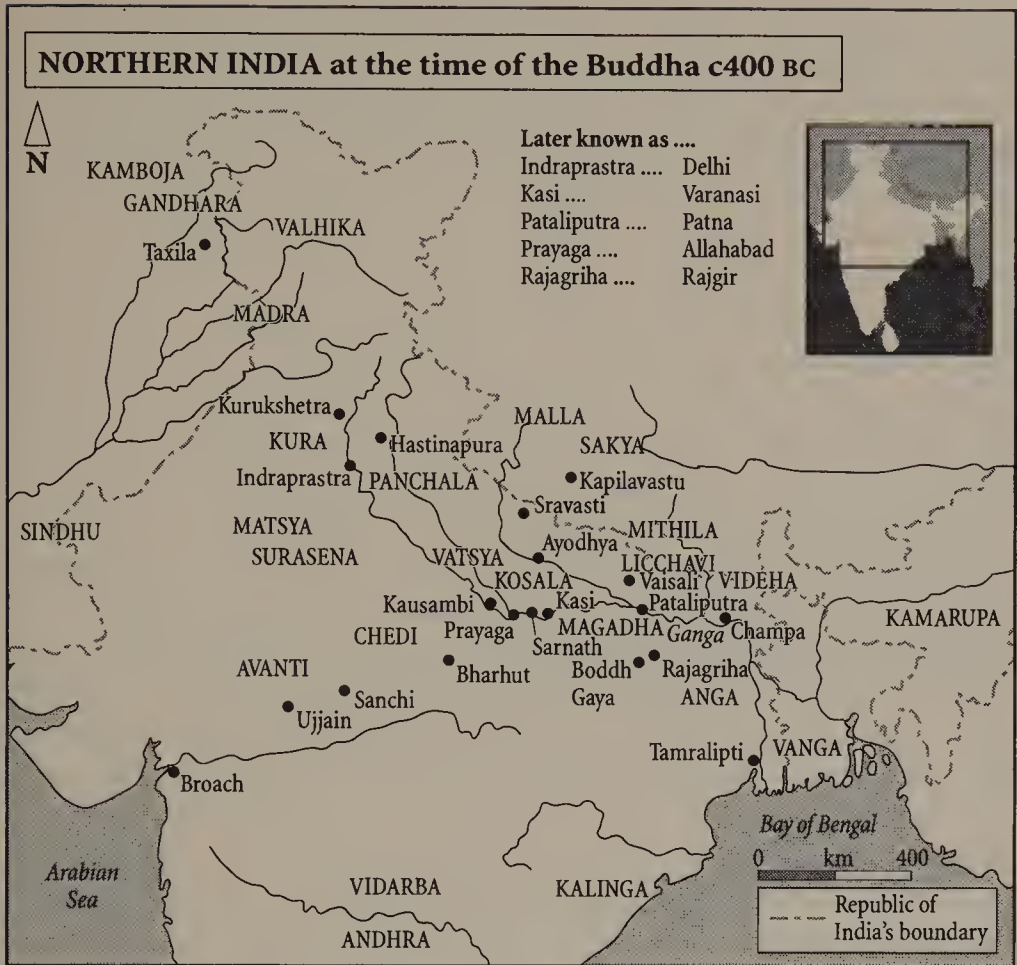 NORTHERN INDIA at the time of the Buddha c400 BC
N
Later known as ....
Indraprastra .... Delhi
Kasi .... Varanasi
Pataliputra .... Patna
Prayaga .... Allahabad
Rajagriha .... Rajgir
KAMBOJA
GANDHARA
Taxila
VALHIKA
MADRA
Kurukshetra
KURA
Hastinapura
Indraprastra
PANCHALA
MALLA
SAKYA
Kapilavastu
Sravasti
SINDHU
MATSYA
SURASENA
MITHILA
Ayodhya
VATSYA
LICCHAVI
KOSALA
Vaisali
VIDEHA
Kausambi
Kasi
Pataliputra
KAMARUPA
CHEDI
Prayaga
MAGADHA
Ganga
Champa
Sarnath
AVANTI
Bharhut
Boddh
Gaya
Rajagriha
ANGA
Sanchi
Ujjain
Tamralipti
VANGA
Broach
Bay of Bengal
0 km 400
Arabian
Sea
VIDARBA
KALINGA
ANDHRA
Republic of
India's boundary